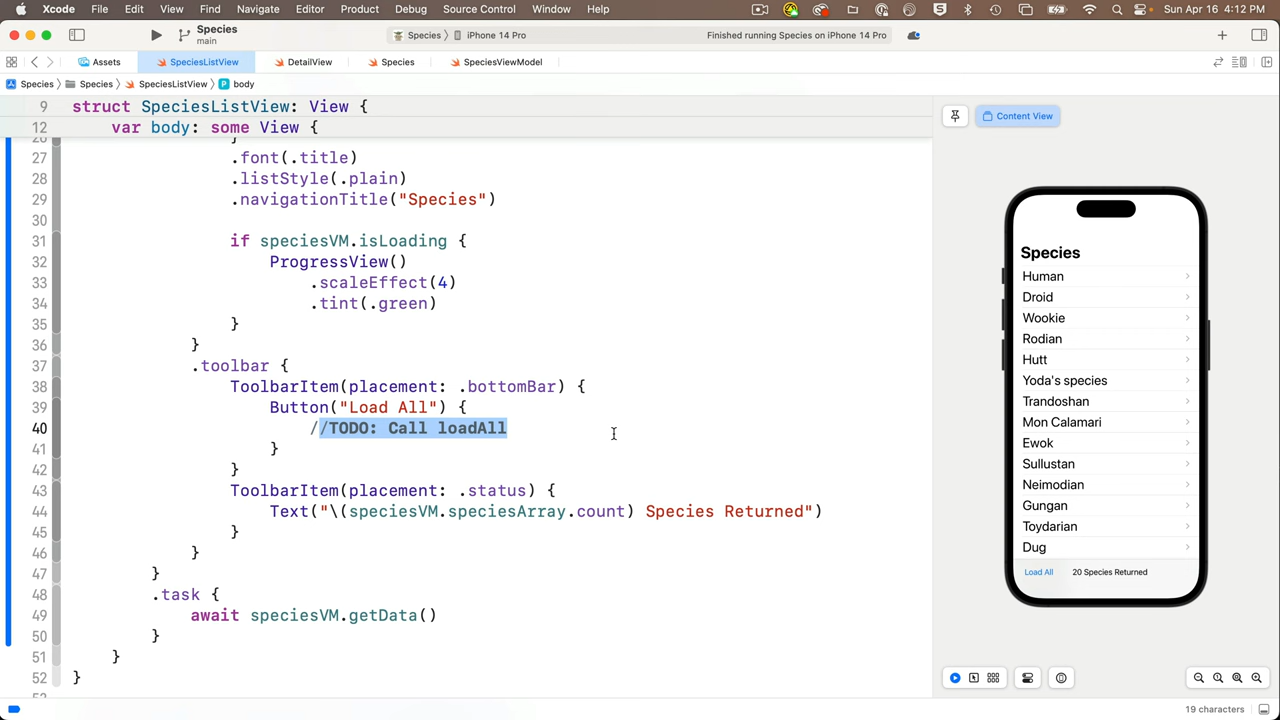 Xcode File Edit View Find Navigate Editor Product Debug Source Control Window Help Sun Apr 16 4:12 PM
Species
main
Species iPhone 14 Pro
Finished running Species on iPhone 14 Pro
Assets SpeciesListView DetailView Species SpeciesViewModel
Species Species SpeciesListView body
9 struct SpeciesListView: View {
12 var body: some View {
27 .font(.title)
28 .listStyle(.plain)
29 .navigationTitle("Species")
30
31 if speciesVM.isLoading {
32 ProgressView()
33 .scaleEffect(4)
34 .tint(.green)
35 }
36 }
37 .toolbar {
38 ToolbarItem(placement: .bottomBar) {
39 Button("Load All") {
40 //TODO: Call loadAll
41 }
42 }
43 ToolbarItem(placement: .status) {
44 Text("\(speciesVM.speciesArray.count) Species Returned")
45 }
46 }
47 }
48 .task {
49 await speciesVM.getData()
50 }
51 }
52 }
Content View
Species
Human
Droid
Wookie
Rodian
Hutt
Yoda's species
Trandoshan
Mon Calamari
Ewok
Sullustan
Neimodian
Gungan
Toydarian
Dug
Load All 20 Species Returned
19 characters